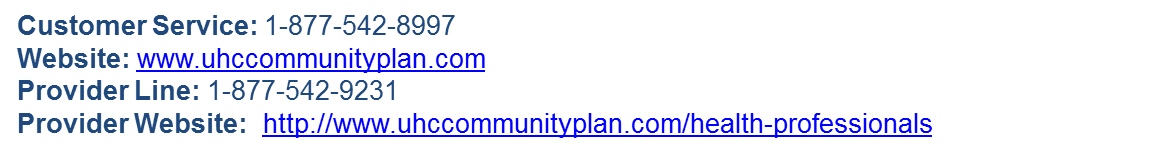 Customer Service: 1-877-542-8997
Website: www.uhccommunityplan.com
Provider Line: 1-877-542-9231
Provider Website: http://www.uhccommunityplan.com/health-professionals